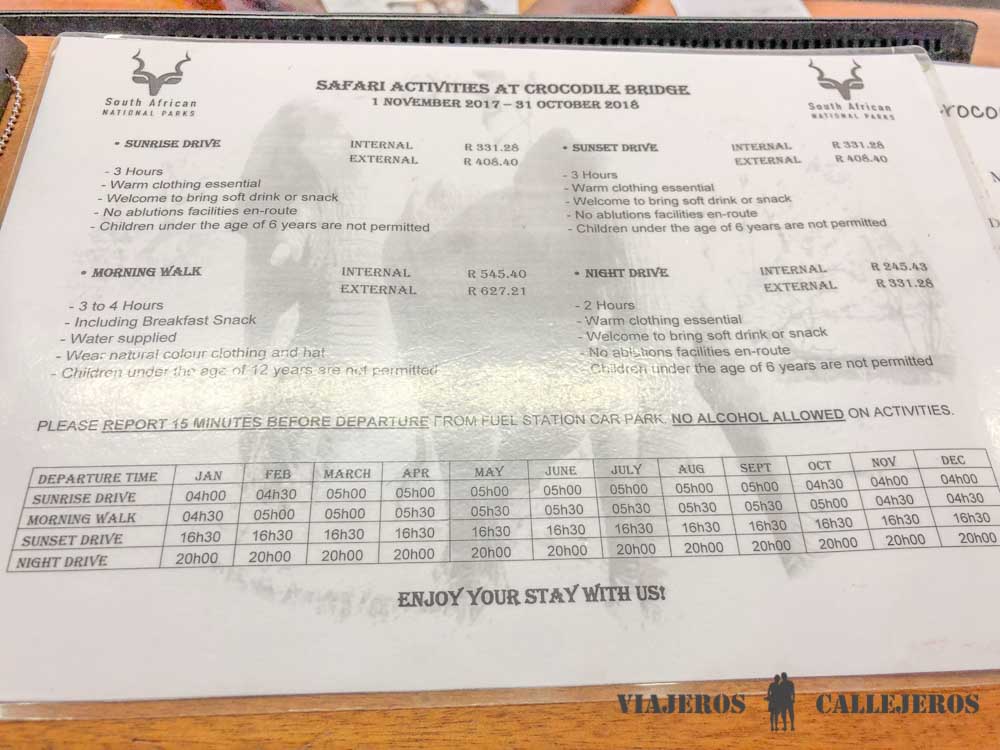 South African
NATIONAL PARKS
SAFARI ACTIVITIES AT CROCODILE BRIDGE
1 NOVEMBER 2017 – 31 OCTOBER 2018
South African
NATIONAL PARKS
• SUNRISE DRIVE INTERNAL R 331.28
EXTERNAL R 408.40
- 3 Hours
- Warm clothing essential
- Welcome to bring soft drink or snack
- No ablutions facilities en-route
- Children under the age of 6 years are not permitted
• SUNSET DRIVE INTERNAL R 331.28
EXTERNAL R 408.40
- 3 Hours
- Warm clothing essential
- Welcome to bring soft drink or snack
- No ablutions facilities en-route
- Children under the age of 6 years are not permitted
• MORNING WALK INTERNAL R 545.40
EXTERNAL R 627.21
- 3 to 4 Hours
- Including Breakfast Snack
- Water supplied
- Wear natural colour clothing and hat
- Children under the age of 12 years are not permitted
• NIGHT DRIVE INTERNAL R 245.43
EXTERNAL R 331.28
- 2 Hours
- Warm clothing essential
- Welcome to bring soft drink or snack
- No ablutions facilities en-route
- Children under the age of 6 years are not permitted
PLEASE REPORT 15 MINUTES BEFORE DEPARTURE FROM FUEL STATION CAR PARK. NO ALCOHOL ALLOWED ON ACTIVITIES.
DEPARTURE TIME JAN FEB MARCH APR MAY JUNE JULY AUG SEPT OCT NOV DEC
SUNRISE DRIVE 04h00 04h30 05h00 05h00 05h00 05h00 05h00 05h00 05h00 04h30 04h00 04h00
MORNING WALK 04h30 05h00 05h00 05h30 05h30 05h30 05h30 05h30 05h30 05h00 04h30 04h30
SUNSET DRIVE 16h30 16h30 16h30 16h30 16h30 16h30 16h30 16h30 16h30 16h30 16h30 16h30
NIGHT DRIVE 20h00 20h00 20h00 20h00 20h00 20h00 20h00 20h00 20h00 20h00 20h00 20h00
ENJOY YOUR STAY WITH US!
VIAJEROS CALLEJEROS